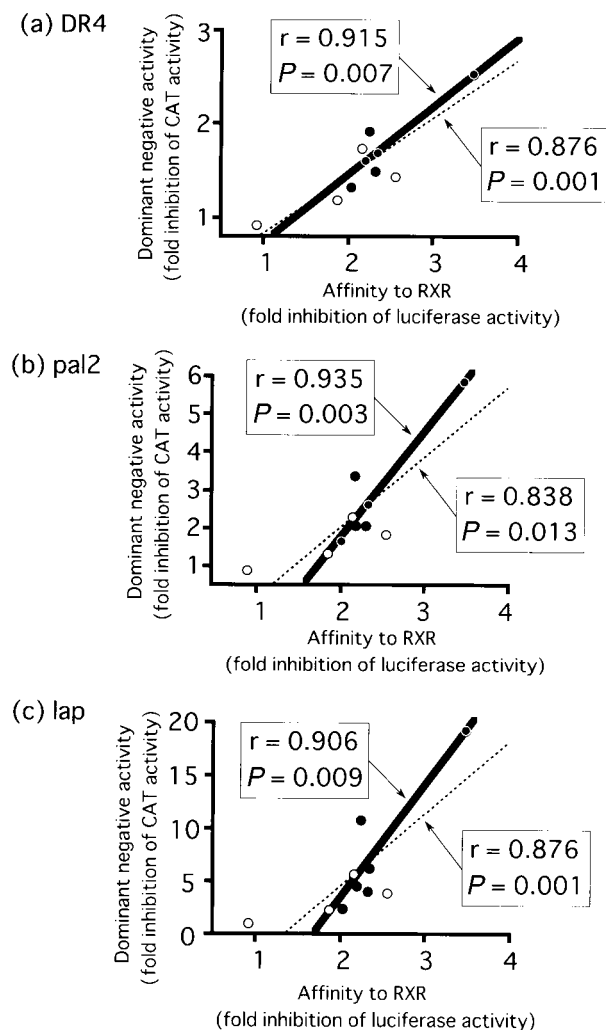 (a) DR4
Dominant negative activity
(fold inhibition of CAT activity)
3
2
1
r = 0.915
P = 0.007
r = 0.876
P = 0.001
1 2 3 4
Affinity to RXR
(fold inhibition of luciferase activity)
(b) pal2
Dominant negative activity
(fold inhibition of CAT activity)
6
5
4
3
2
1
r = 0.935
P = 0.003
r = 0.838
P = 0.013
1 2 3 4
Affinity to RXR
(fold inhibition of luciferase activity)
(c) lap
Dominant negative activity
(fold inhibition of CAT activity)
20
15
10
5
0
r = 0.906
P = 0.009
r = 0.876
P = 0.001
1 2 3 4
Affinity to RXR
(fold inhibition of luciferase activity)